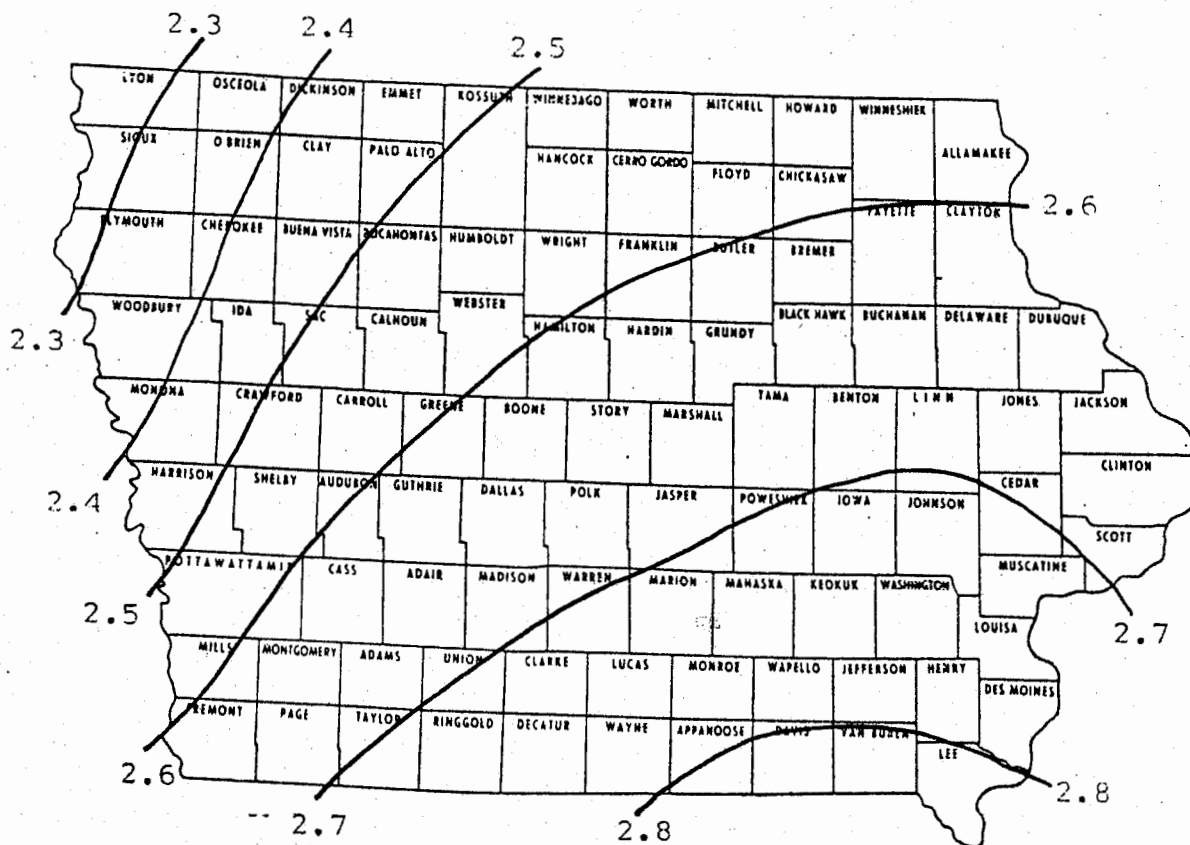 2.3
2.4
2.5
LYON
OSCEOLA
DICKINSON
EMMET
KOSSUTH
WINNEBAGO
WORTH
MITCHELL
HOWARD
WINNESHIEK
ALLAMAKEE
SIOUX
O BRIEN
CLAY
PALO ALTO
HANCOCK
CERRO GORDO
FLOYD
CHICKASAW
2.6
PLYMOUTH
CHEROKEE
BUENA VISTA
POCAHONTAS
HUMBOLDT
WRIGHT
FRANKLIN
BUTLER
BREMER
FAYETTE
CLAYTON
2.3
WOODBURY
IDA
SAC
CALHOUN
WEBSTER
HAMILTON
HARDIN
GRUNDY
BLACK HAWK
BUCHANAN
DELAWARE
DUBUQUE
MONONA
CRAWFORD
CARROLL
GREENE
BOONE
STORY
MARSHALL
TAMA
BENTON
LINN
JONES
JACKSON
2.4
HARRISON
SHELBY
AUDUBON
GUTHRIE
DALLAS
POLK
JASPER
POWESHIEK
IOWA
JOHNSON
CEDAR
CLINTON
SCOTT
2.5
POTTAWATTAMIE
CASS
ADAIR
MADISON
WARREN
MARION
MAHASKA
KEOKUK
WASHINGTON
MUSCATINE
LOUISA
2.7
MILLS
MONTGOMERY
ADAMS
UNION
CLARKE
LUCAS
MONROE
WAPELLO
JEFFERSON
HENRY
DES MOINES
2.6
FREMONT
PAGE
TAYLOR
RINGGOLD
DECATUR
WAYNE
APPANOOSE
DAVIS
VAN BUREN
LEE
2.8
2.7
2.8